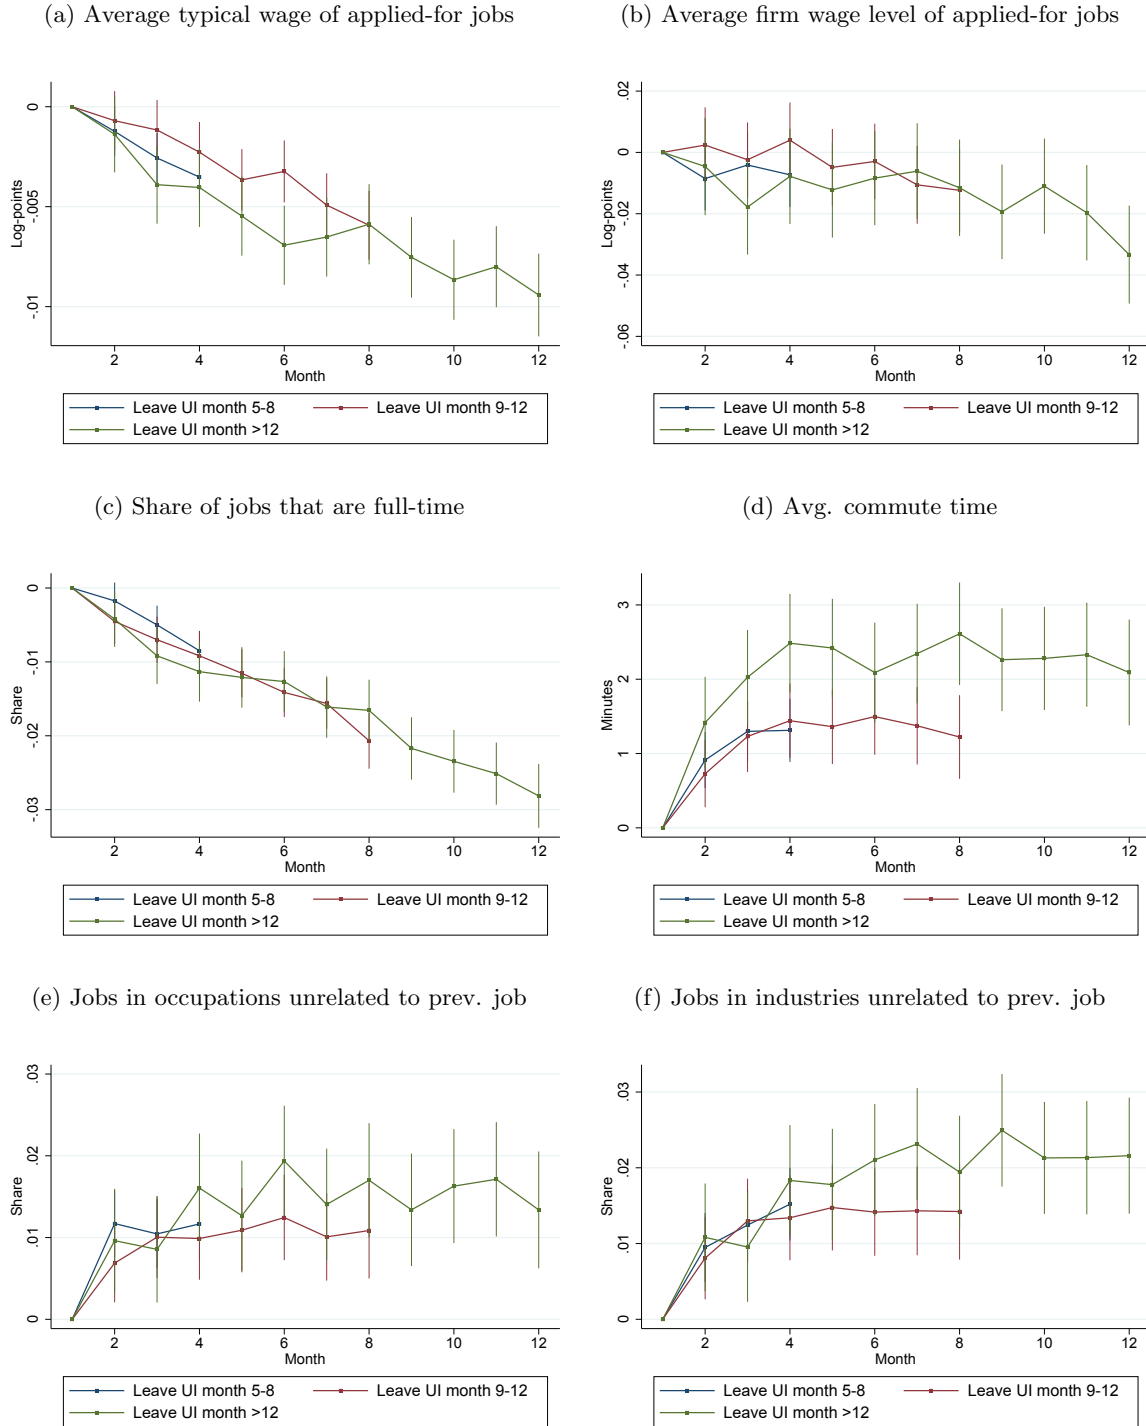 (a) Average typical wage of applied-for jobs
0
-.005
-.01
Log-points
2 4 6 8 10 12
Month
Leave UI month 5-8 Leave UI month 9-12
Leave UI month >12
(b) Average firm wage level of applied-for jobs
.02
0
-.02
-.04
-.06
Log-points
2 4 6 8 10 12
Month
Leave UI month 5-8 Leave UI month 9-12
Leave UI month >12
(c) Share of jobs that are full-time
0
-.01
-.02
-.03
Share
2 4 6 8 10 12
Month
Leave UI month 5-8 Leave UI month 9-12
Leave UI month >12
(d) Avg. commute time
3
2
1
0
Minutes
2 4 6 8 10 12
Month
Leave UI month 5-8 Leave UI month 9-12
Leave UI month >12
(e) Jobs in occupations unrelated to prev. job
.03
.02
.01
0
Share
2 4 6 8 10 12
Month
Leave UI month 5-8 Leave UI month 9-12
Leave UI month >12
(f) Jobs in industries unrelated to prev. job
.03
.02
.01
0
Share
2 4 6 8 10 12
Month
Leave UI month 5-8 Leave UI month 9-12
Leave UI month >12